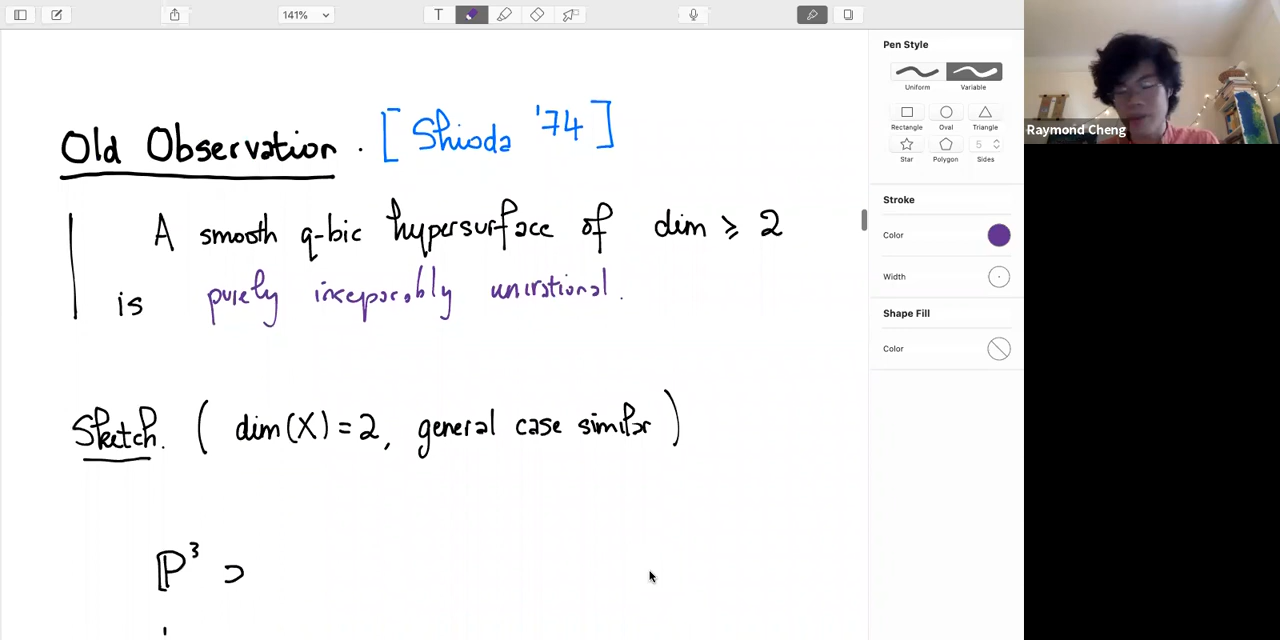 141%
T
Pen Style
Uniform
Variable
Rectangle
Oval
Triangle
Star
Polygon
5
Sides
Stroke
Color
Width
Shape Fill
Color
Raymond Cheng
Old Observation. [Shioda '74]
A smooth q-bic hypersurface of dim ≥ 2
is purely inseparably unirational.
Sketch. (dim(X) = 2, general case similar)
P³ ⊃